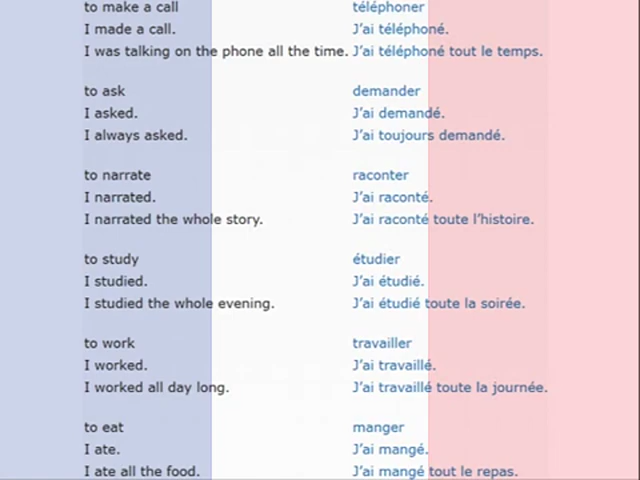 to make a call téléphoner
I made a call. J’ai téléphoné.
I was talking on the phone all the time. J’ai téléphoné tout le temps.
to ask demander
I asked. J’ai demandé.
I always asked. J’ai toujours demandé.
to narrate raconter
I narrated. J’ai raconté.
I narrated the whole story. J’ai raconté toute l’histoire.
to study étudier
I studied. J’ai étudié.
I studied the whole evening. J’ai étudié toute la soirée.
to work travailler
I worked. J’ai travaillé.
I worked all day long. J’ai travaillé toute la journée.
to eat manger
I ate. J’ai mangé.
I ate all the food. J’ai mangé tout le repas.